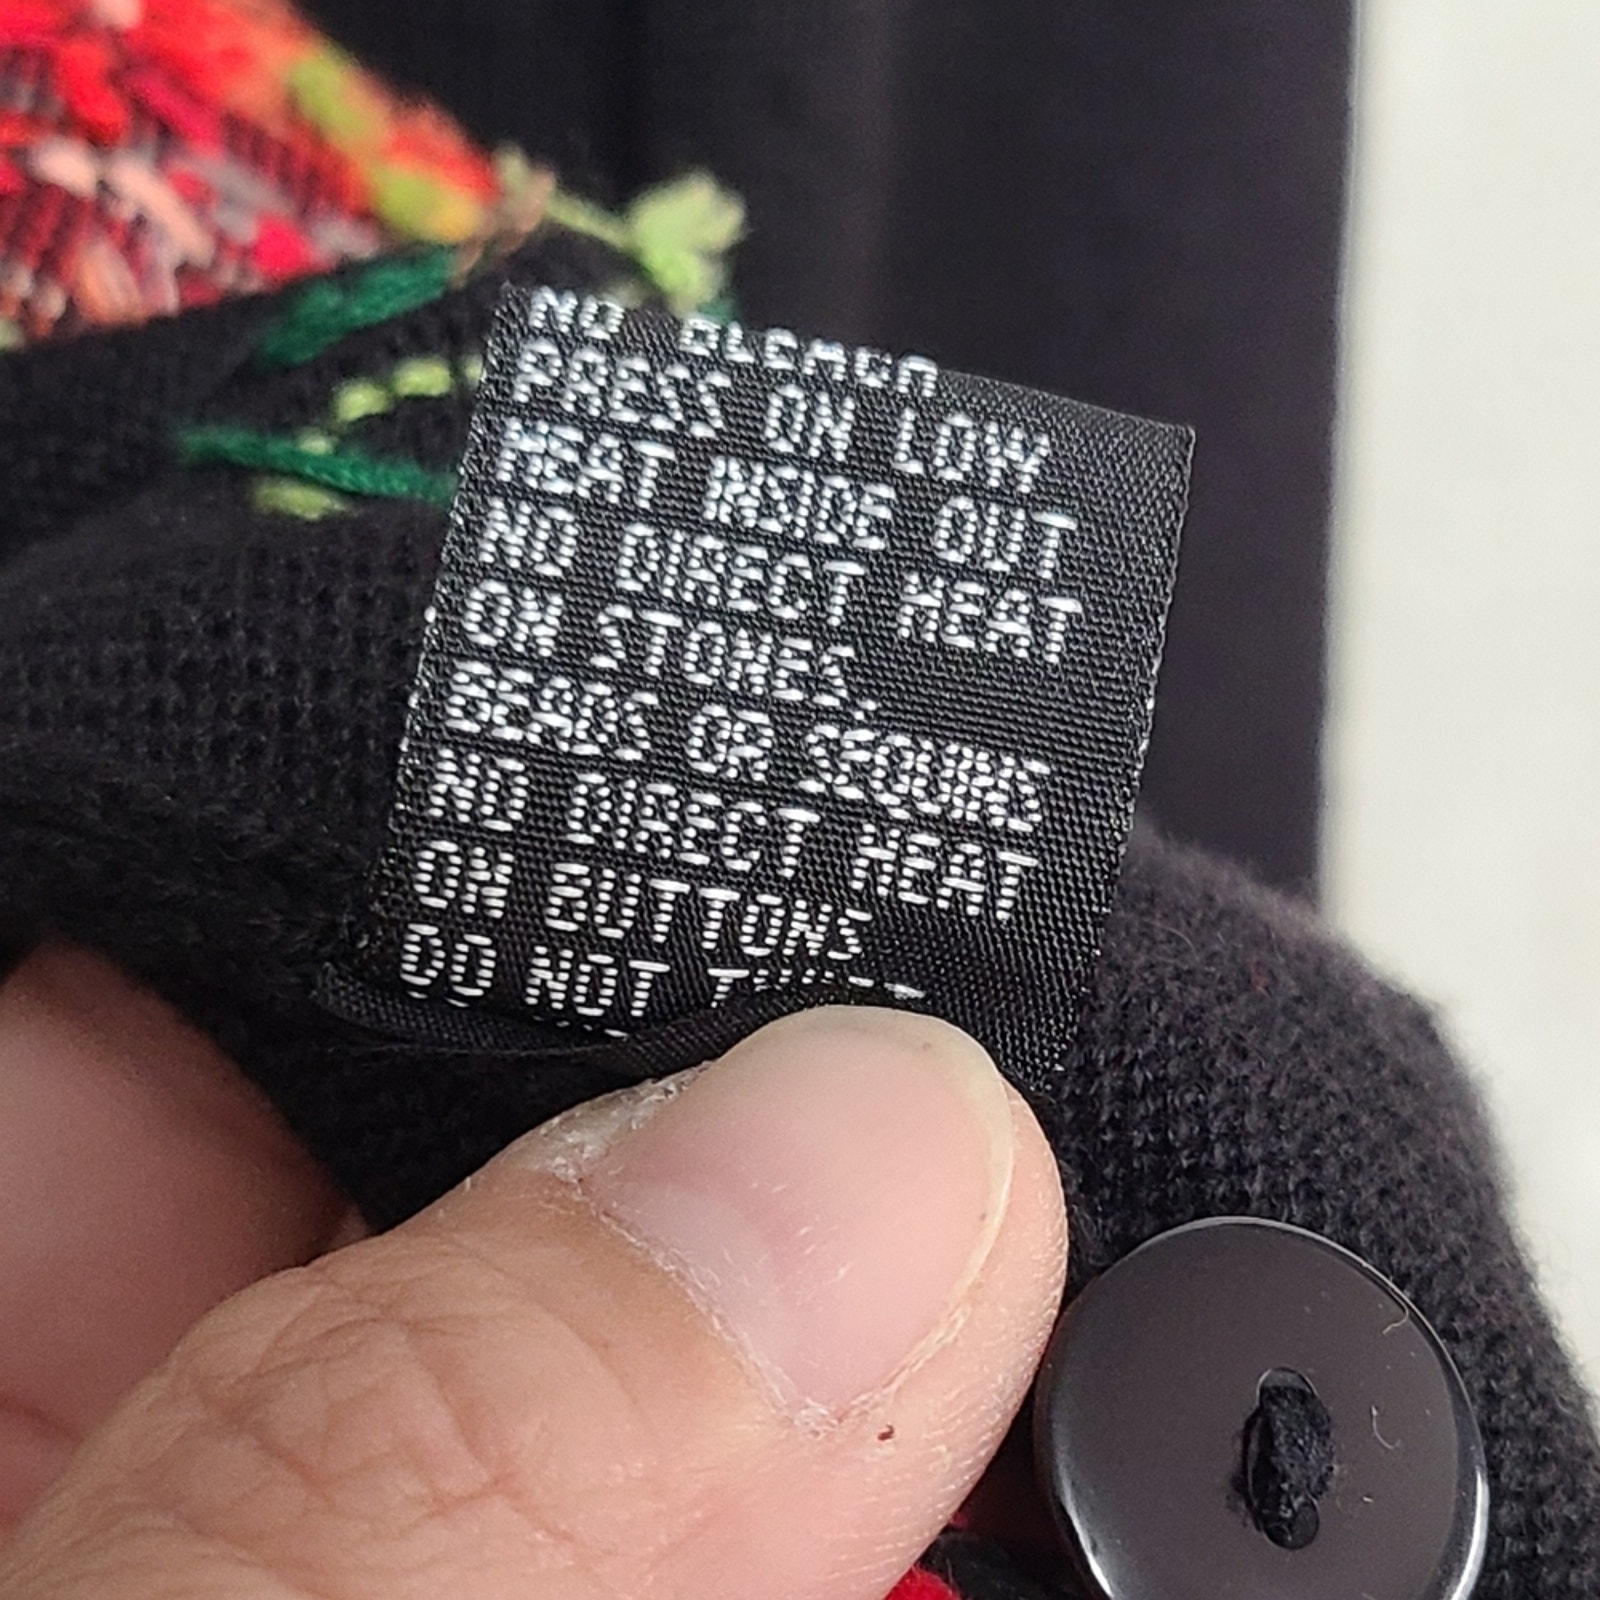 NO BLEACH
PRESS ON LOW
HEAT INSIDE OUT
NO DIRECT HEAT
ON STONES,
BEADS OR SEQUINS
NO DIRECT HEAT
ON BUTTONS
DO NOT